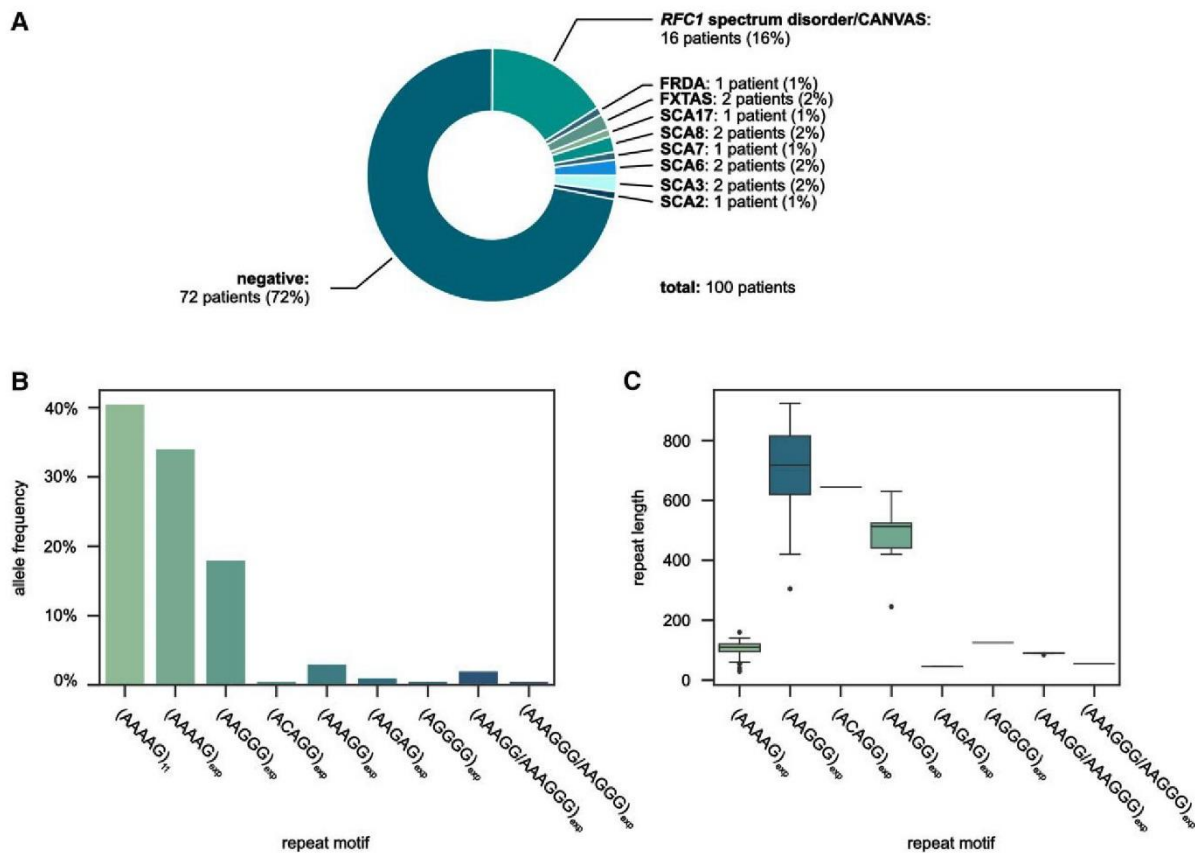 A
RFC1 spectrum disorder/CANVAS:
16 patients (16%)
FRDA: 1 patient (1%)
FXTAS: 2 patients (2%)
SCA17: 1 patient (1%)
SCA8: 2 patients (2%)
SCA7: 1 patient (1%)
SCA6: 2 patients (2%)
SCA3: 2 patients (2%)
SCA2: 1 patient (1%)
negative:
72 patients (72%)
total: 100 patients
B
allele frequency
40%
30%
20%
10%
0%
(AAAAG)11
(AAAAG)exp
(AAGGG)exp
(ACAGG)exp
(AAAGG)exp
(AAGAG)exp
(AGGGG)exp
(AAAGG/AAAGGG)exp
(AAAGGG/AAGGG)exp
repeat motif
C
repeat length
800
600
400
200
0
(AAAAG)exp
(AAGGG)exp
(ACAGG)exp
(AAAGG)exp
(AAGAG)exp
(AGGGG)exp
(AAAGG/AAAGGG)exp
(AAAGGG/AAGGG)exp
repeat motif